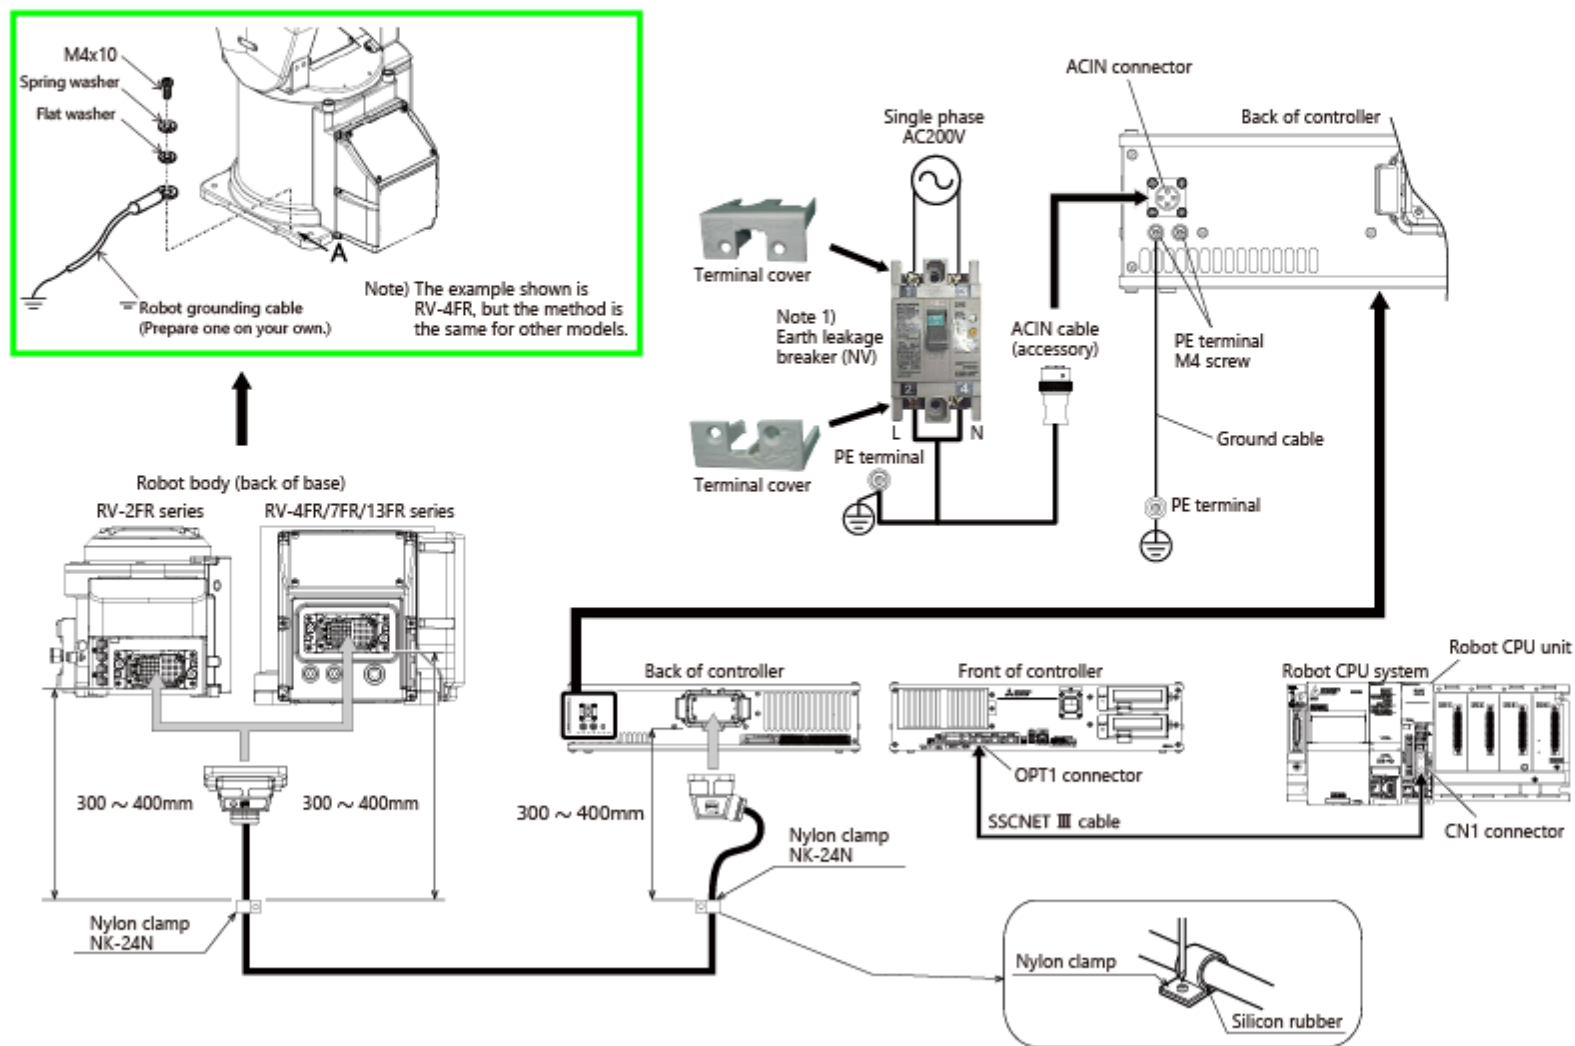 M4x10
Spring washer
Flat washer
A
Robot grounding cable
(Prepare one on your own.)
Note) The example shown is
RV-4FR, but the method is
the same for other models.
ACIN connector
Single phase
AC200V
Back of controller
Terminal cover
Note 1)
Earth leakage
breaker (NV)
ACIN cable
(accessory)
PE terminal
M4 screw
2
4
L
N
Ground cable
PE terminal
Terminal cover
PE terminal
Robot body (back of base)
RV-2FR series
RV-4FR/7FR/13FR series
Back of controller
Front of controller
Robot CPU system
Robot CPU unit
OPT1 connector
300 ~ 400mm
300 ~ 400mm
300 ~ 400mm
SSCNET Ⅲ cable
CN1 connector
Nylon clamp
NK-24N
Nylon clamp
NK-24N
Nylon clamp
Silicon rubber